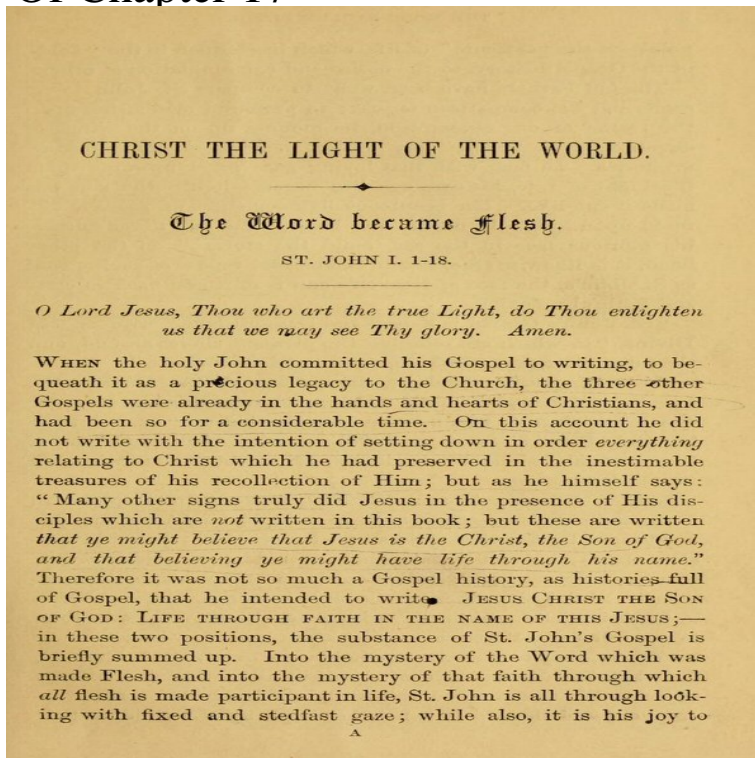 Of Chapter 17
CHRIST THE LIGHT OF THE WORLD.
The Word became Flesh.
ST. JOHN I. 1-18.
O Lord Jesus, Thou who art the true Light, do Thou enlighten
us that we may see Thy glory. Amen.
WHEN the holy John committed his Gospel to writing, to be-
queath it as a precious legacy to the Church, the three other
Gospels were already in the hands and hearts of Christians, and
had been so for a considerable time. On this account he did
not write with the intention of setting down in order everything
relating to Christ which he had preserved in the inestimable
treasures of his recollection of Him; but as he himself says:
“Many other signs truly did Jesus in the presence of His dis-
ciples which are not written in this book; but these are written
that ye might believe that Jesus is the Christ, the Son of God,
and that believing ye might have life through his name.”
Therefore it was not so much a Gospel history, as histories full
of Gospel, that he intended to write. JESUS CHRIST THE SON
OF GOD: LIFE THROUGH FAITH IN THE NAME OF THIS JESUS;—
in these two positions, the substance of St. John's Gospel is
briefly summed up. Into the mystery of the Word which was
made Flesh, and into the mystery of that faith through which
all flesh is made participant in life, St. John is all through look-
ing with fixed and stedfast gaze; while also, it is his joy to
A